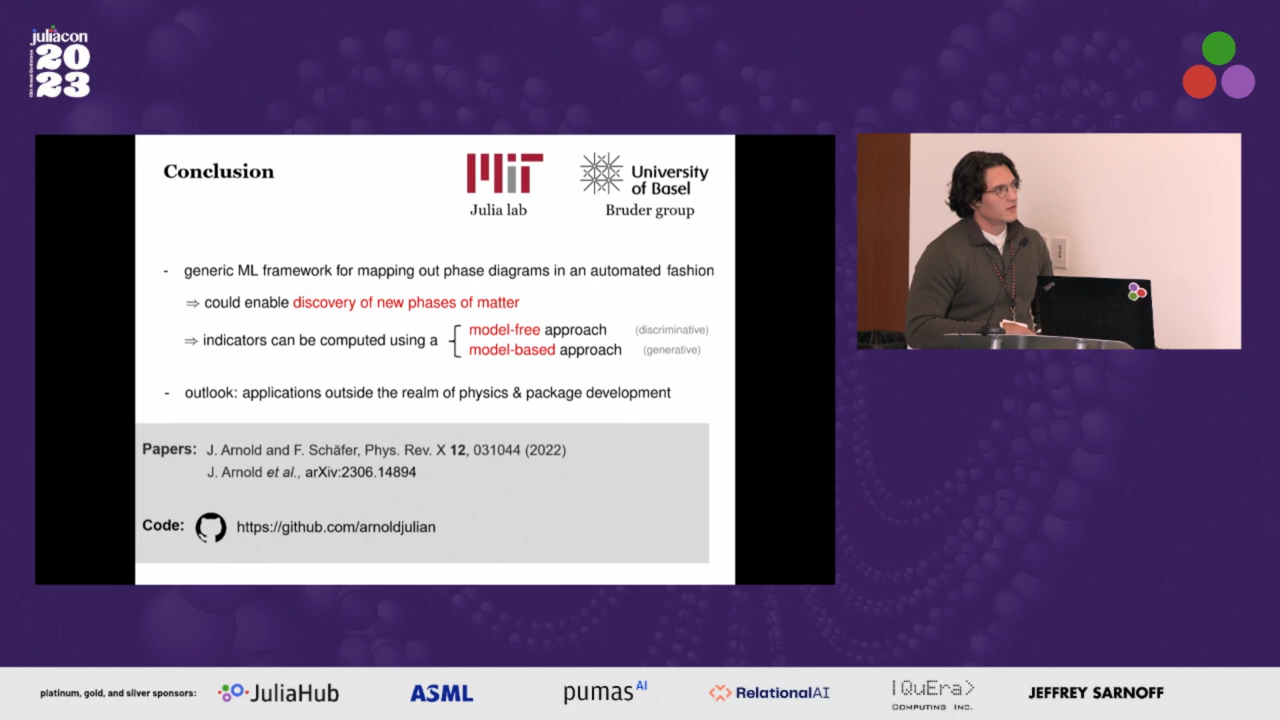 juliacon
20
23
Conclusion
MIT
Julia lab
University
of Basel
Bruder group
- generic ML framework for mapping out phase diagrams in an automated fashion
⇒ could enable discovery of new phases of matter
⇒ indicators can be computed using a { model-free approach (discriminative)
model-based approach (generative)
- outlook: applications outside the realm of physics & package development
Papers: J. Arnold and F. Schäfer, Phys. Rev. X 12, 031044 (2022)
J. Arnold et al., arXiv:2306.14894
Code: https://github.com/arnoldjulian
platinum, gold, and silver sponsors: JuliaHub ASML pumas AI RelationalAI |QuEra> JEFFREY SARNOFF
COMPUTING INC.